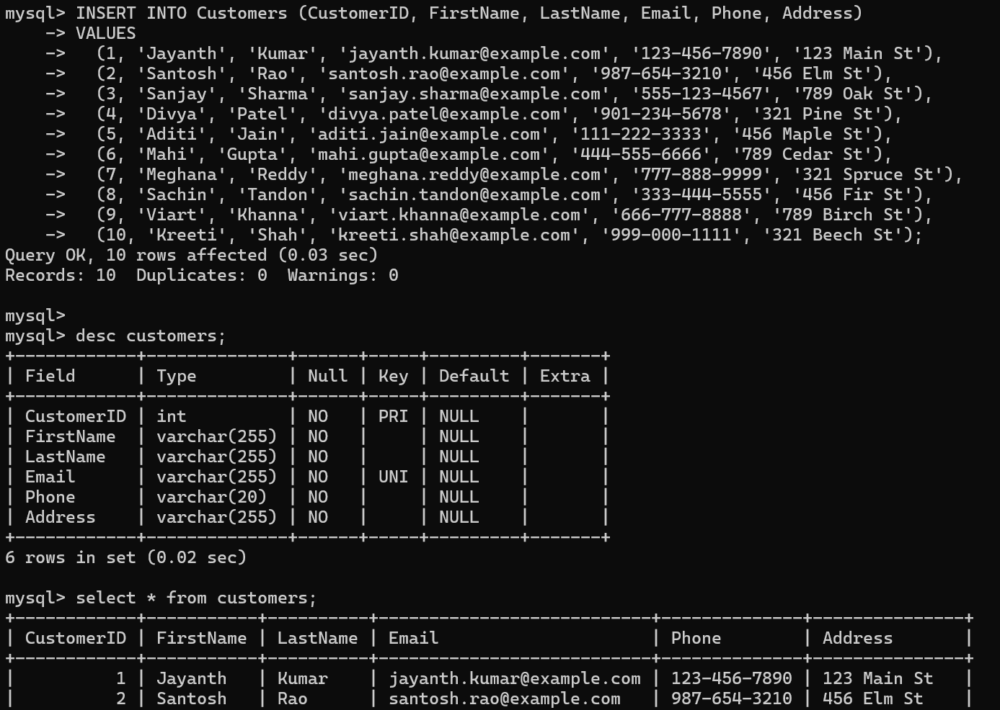 mysql> INSERT INTO Customers (CustomerID, FirstName, LastName, Email, Phone, Address)
    -> VALUES
    ->   (1, 'Jayanth', 'Kumar', 'jayanth.kumar@example.com', '123-456-7890', '123 Main St'),
    ->   (2, 'Santosh', 'Rao', 'santosh.rao@example.com', '987-654-3210', '456 Elm St'),
    ->   (3, 'Sanjay', 'Sharma', 'sanjay.sharma@example.com', '555-123-4567', '789 Oak St'),
    ->   (4, 'Divya', 'Patel', 'divya.patel@example.com', '901-234-5678', '321 Pine St'),
    ->   (5, 'Aditi', 'Jain', 'aditi.jain@example.com', '111-222-3333', '456 Maple St'),
    ->   (6, 'Mahi', 'Gupta', 'mahi.gupta@example.com', '444-555-6666', '789 Cedar St'),
    ->   (7, 'Meghana', 'Reddy', 'meghana.reddy@example.com', '777-888-9999', '321 Spruce St'),
    ->   (8, 'Sachin', 'Tandon', 'sachin.tandon@example.com', '333-444-5555', '456 Fir St'),
    ->   (9, 'Viart', 'Khanna', 'viart.khanna@example.com', '666-777-8888', '789 Birch St'),
    ->   (10, 'Kreeti', 'Shah', 'kreeti.shah@example.com', '999-000-1111', '321 Beech St');
Query OK, 10 rows affected (0.03 sec)
Records: 10  Duplicates: 0  Warnings: 0

mysql>
mysql> desc customers;
+------------+--------------+------+-----+---------+-------+
| Field      | Type         | Null | Key | Default | Extra |
+------------+--------------+------+-----+---------+-------+
| CustomerID | int          | NO   | PRI | NULL    |       |
| FirstName  | varchar(255) | NO   |     | NULL    |       |
| LastName   | varchar(255) | NO   |     | NULL    |       |
| Email      | varchar(255) | NO   | UNI | NULL    |       |
| Phone      | varchar(20)  | NO   |     | NULL    |       |
| Address    | varchar(255) | NO   |     | NULL    |       |
+------------+--------------+------+-----+---------+-------+
6 rows in set (0.02 sec)

mysql> select * from customers;
+------------+-----------+----------+---------------------------+--------------+---------------+
| CustomerID | FirstName | LastName | Email                     | Phone        | Address       |
+------------+-----------+----------+---------------------------+--------------+---------------+
|          1 | Jayanth   | Kumar    | jayanth.kumar@example.com | 123-456-7890 | 123 Main St   |
|          2 | Santosh   | Rao      | santosh.rao@example.com   | 987-654-3210 | 456 Elm St    |